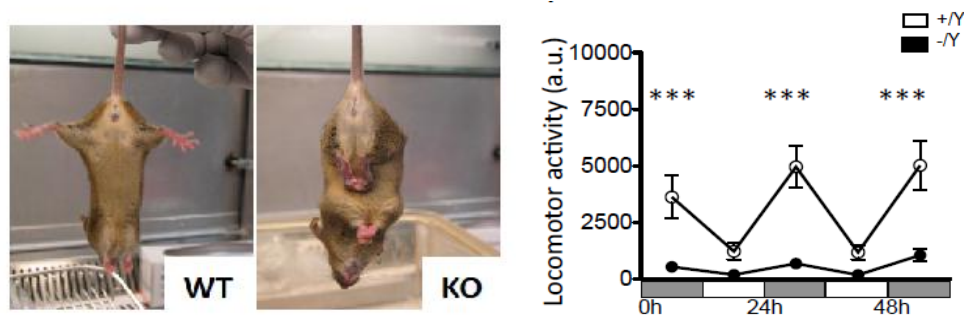 WT
KO
+/Y
-/Y
Locomotor activity (a.u.)
10000
7500
5000
2500
0
*** *** ***
0h 24h 48h